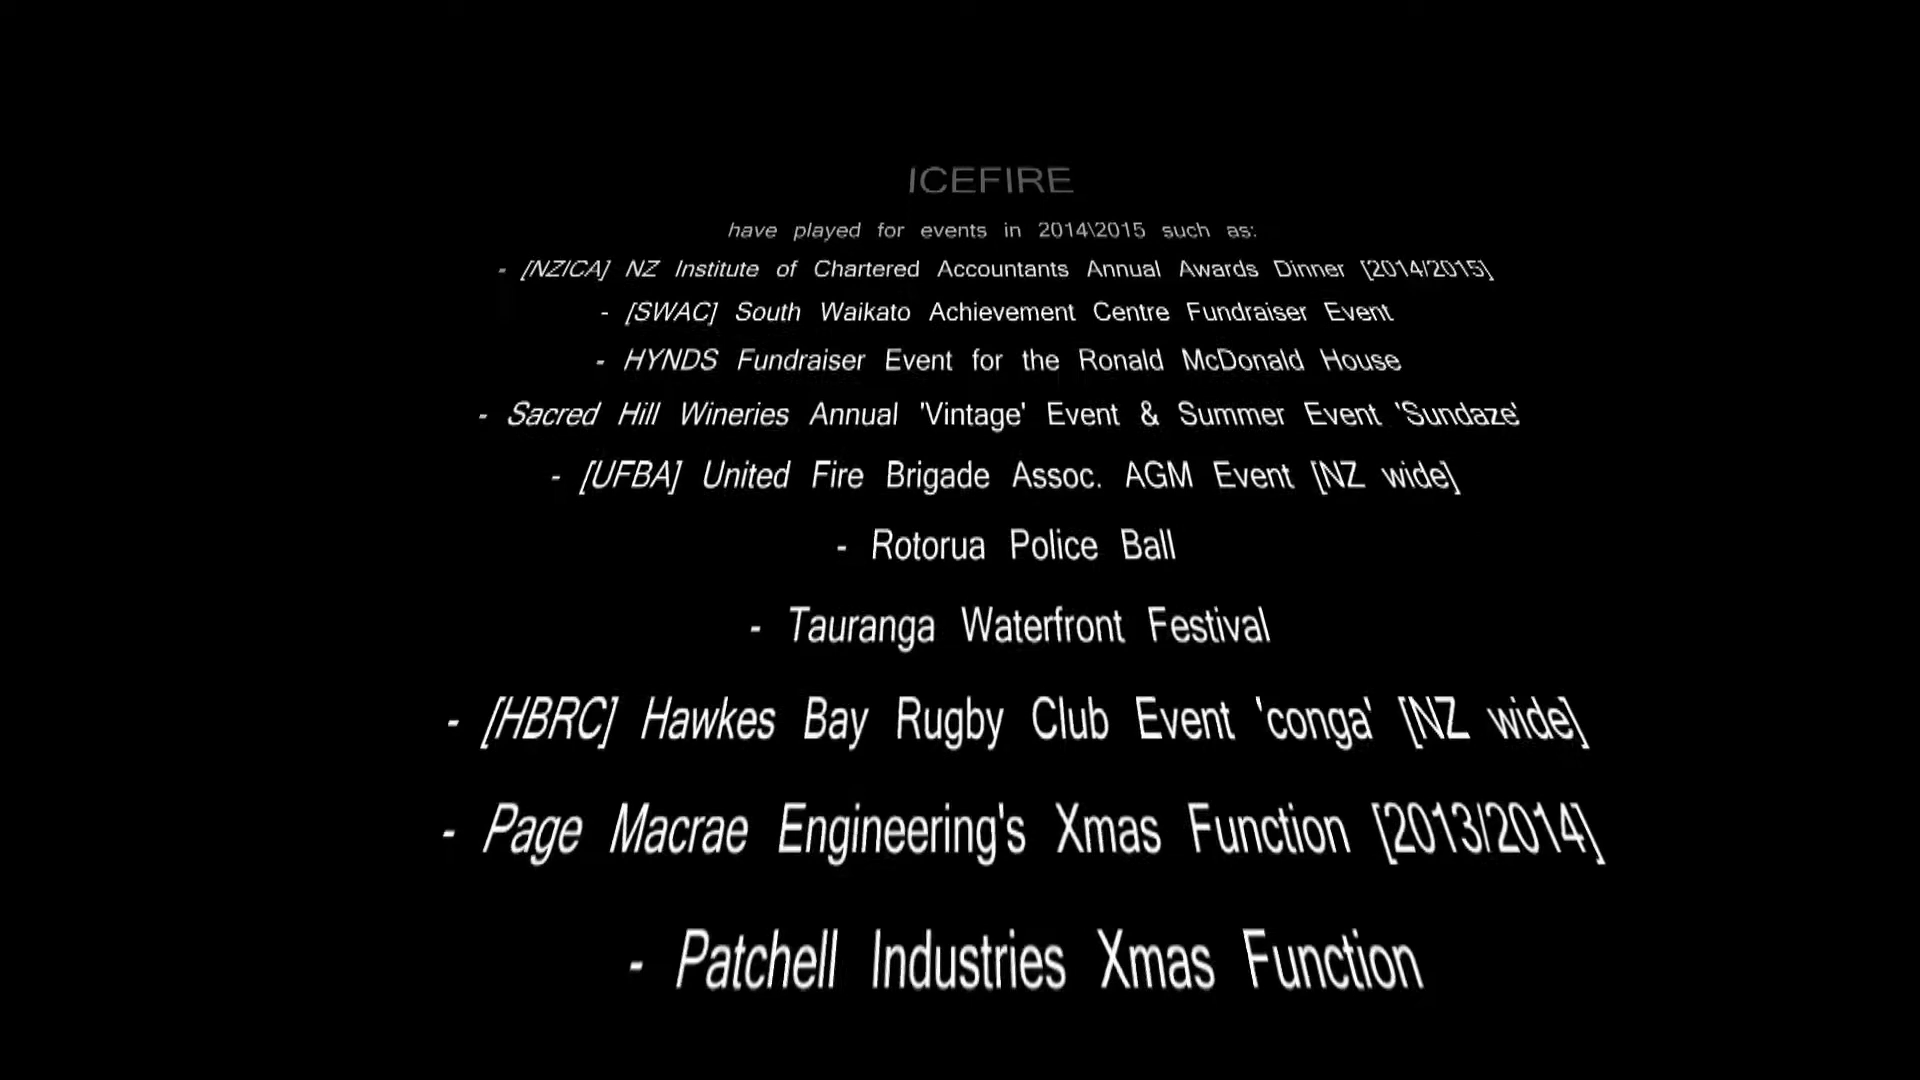 ICEFIRE
have played for events in 2014\2015 such as:
- [NZICA] NZ Institute of Chartered Accountants Annual Awards Dinner [2014/2015]
- [SWAC] South Waikato Achievement Centre Fundraiser Event
- HYNDS Fundraiser Event for the Ronald McDonald House
- Sacred Hill Wineries Annual 'Vintage' Event & Summer Event 'Sundaze'
- [UFBA] United Fire Brigade Assoc. AGM Event [NZ wide]
- Rotorua Police Ball
- Tauranga Waterfront Festival
- [HBRC] Hawkes Bay Rugby Club Event 'conga' [NZ wide]
- Page Macrae Engineering's Xmas Function [2013/2014]
- Patchell Industries Xmas Function